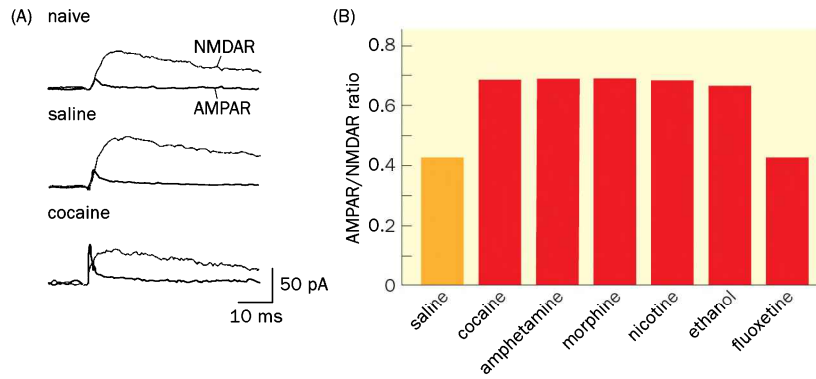 (A) naive
NMDAR
AMPAR
saline
cocaine
50 pA
10 ms
(B)
AMPAR/NMDAR ratio
0.8
0.6
0.4
0.2
0
saline
cocaine
amphetamine
morphine
nicotine
ethanol
fluoxetine